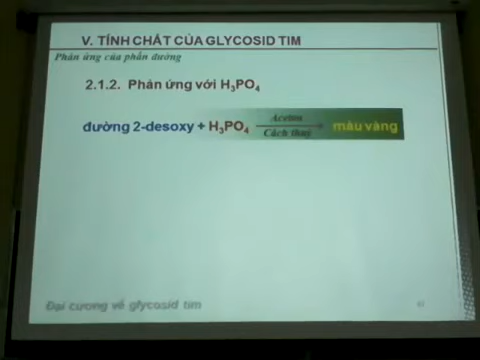 V. TÍNH CHẤT CỦA GLYCOSID TIM
Phản ứng của phần đường
2.1.2. Phản ứng với H₃PO₄
đường 2-desoxy + H₃PO₄ Aceton màu vàng
Cách thuỷ
Đại cương về glycosid tim